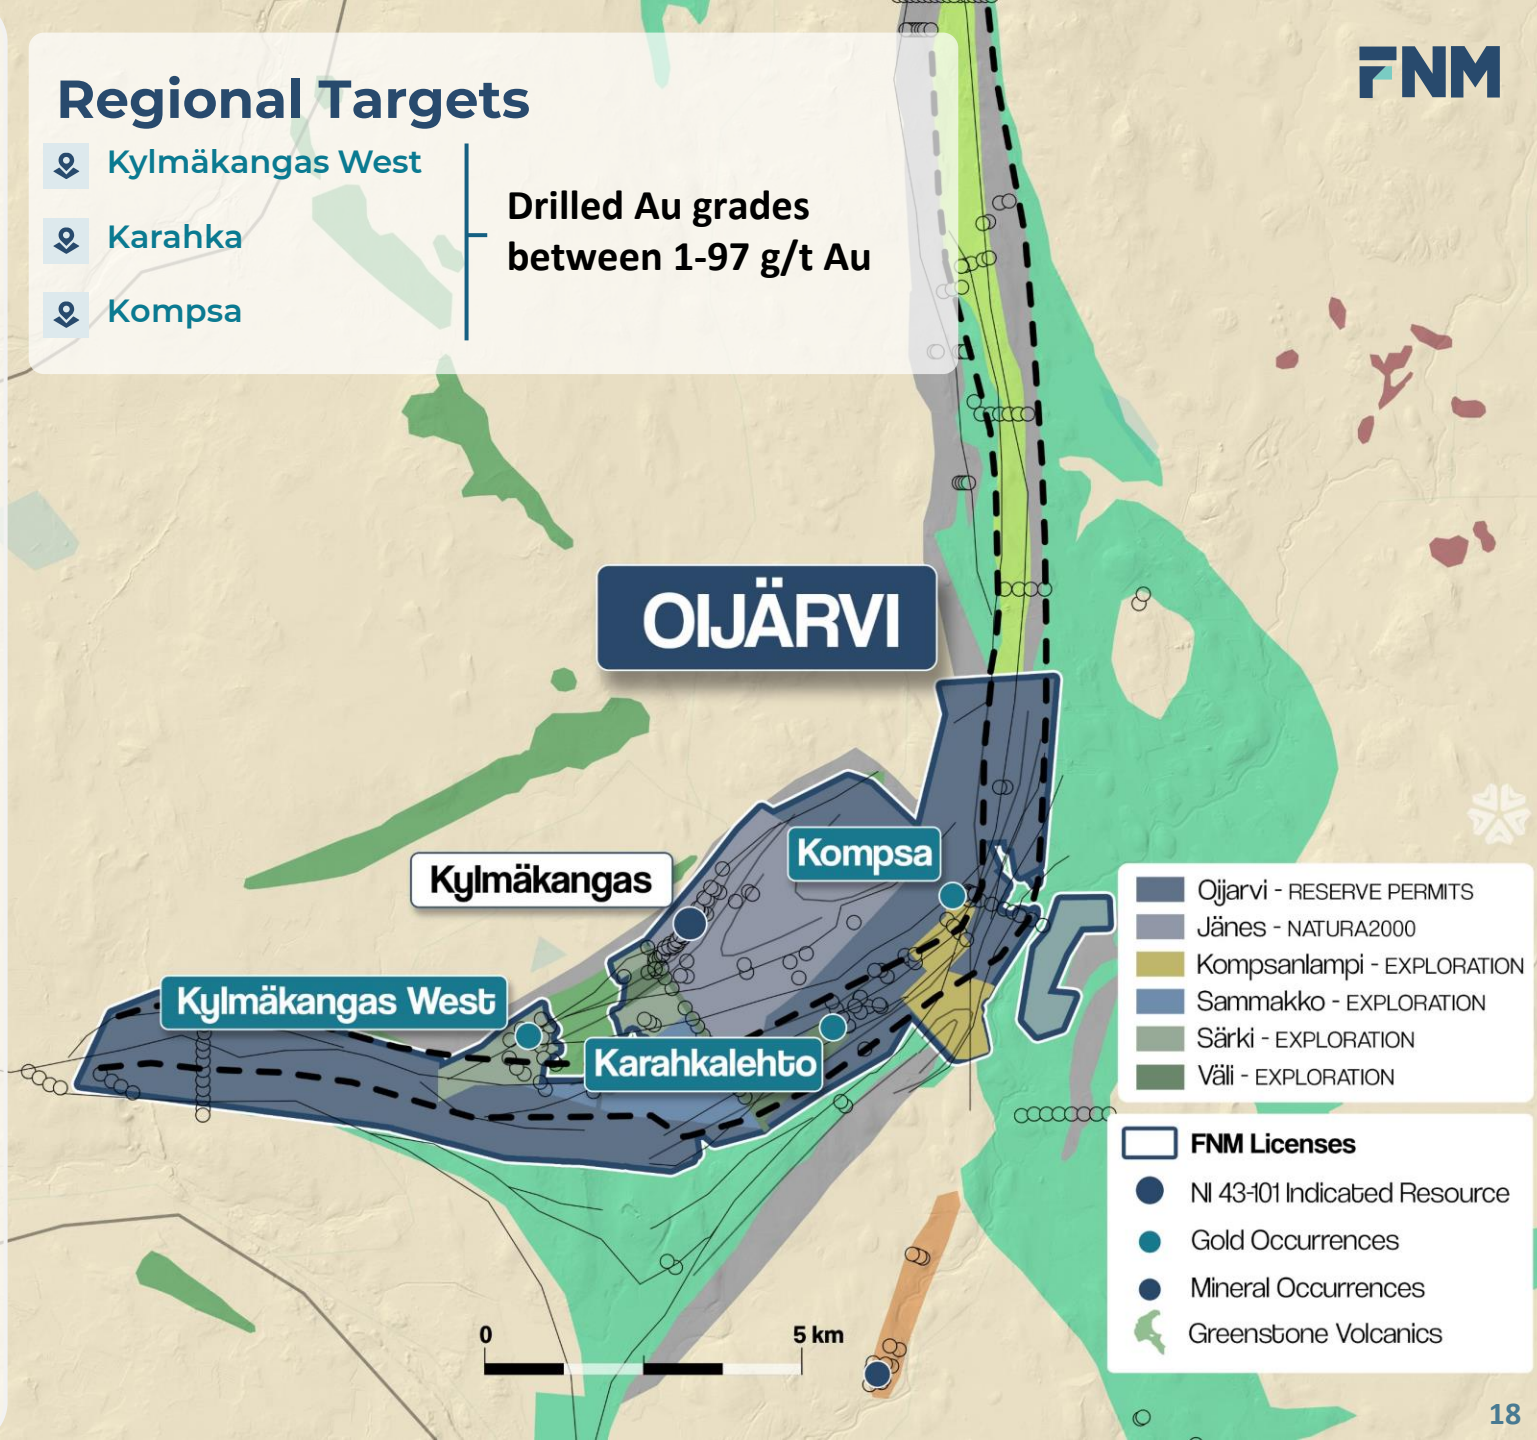 Regional Targets
Kylmäkangas West
Karahka
Kompsa
Drilled Au grades
between 1-97 g/t Au
FNM
OIJÄRVI
Kompsa
Kylmäkangas
Kylmäkangas West
Karahkalehto
Oijarvi - RESERVE PERMITS
Jänes - NATURA2000
Kompsanlampi - EXPLORATION
Sammakko - EXPLORATION
Särki - EXPLORATION
Väli - EXPLORATION
FNM Licenses
NI 43-101 Indicated Resource
Gold Occurrences
Mineral Occurrences
Greenstone Volcanics
0 5 km
18